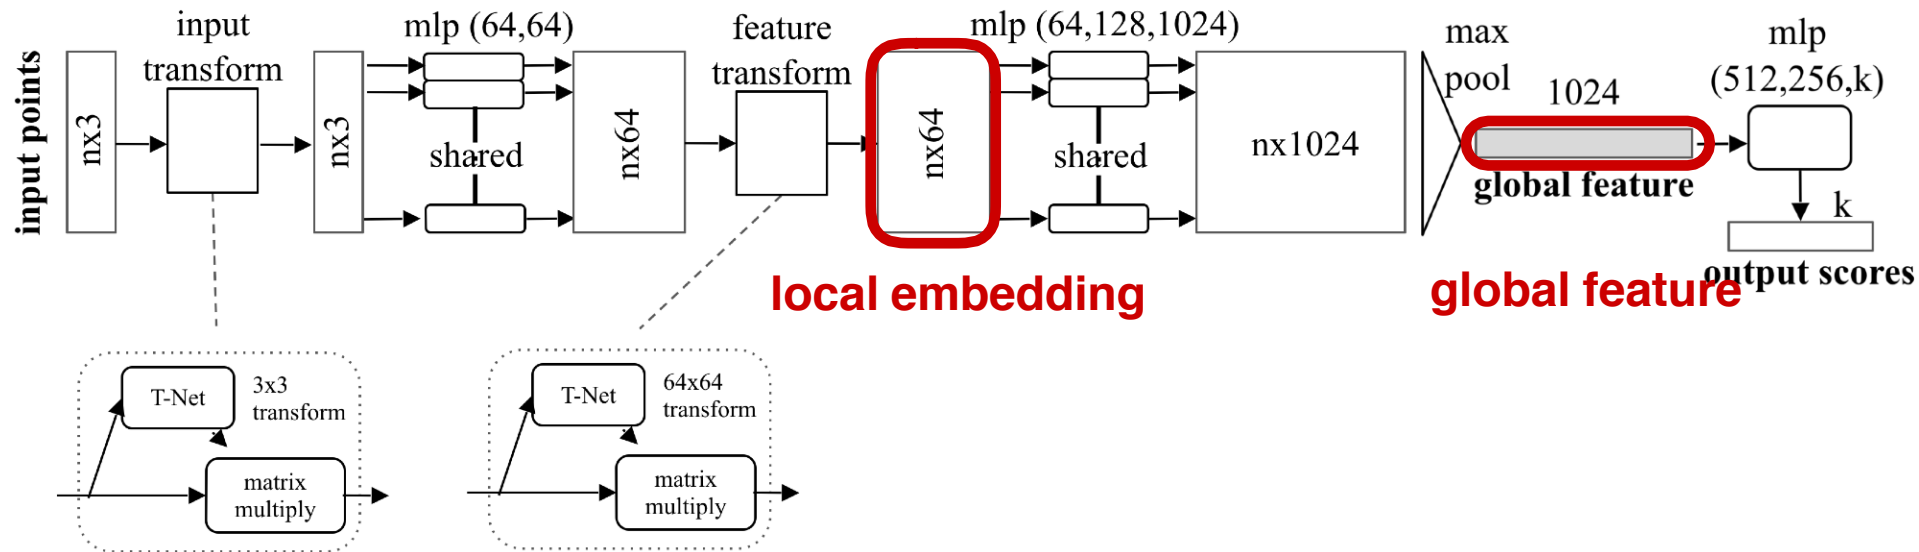 input points
nx3
input
transform
nx3
mlp (64,64)
shared
nx64
feature
transform
nx64
mlp (64,128,1024)
shared
nx1024
max
pool
1024
global feature
mlp
(512,256,k)
k
output scores
local embedding
global feature
T-Net
3x3
transform
matrix
multiply
T-Net
64x64
transform
matrix
multiply